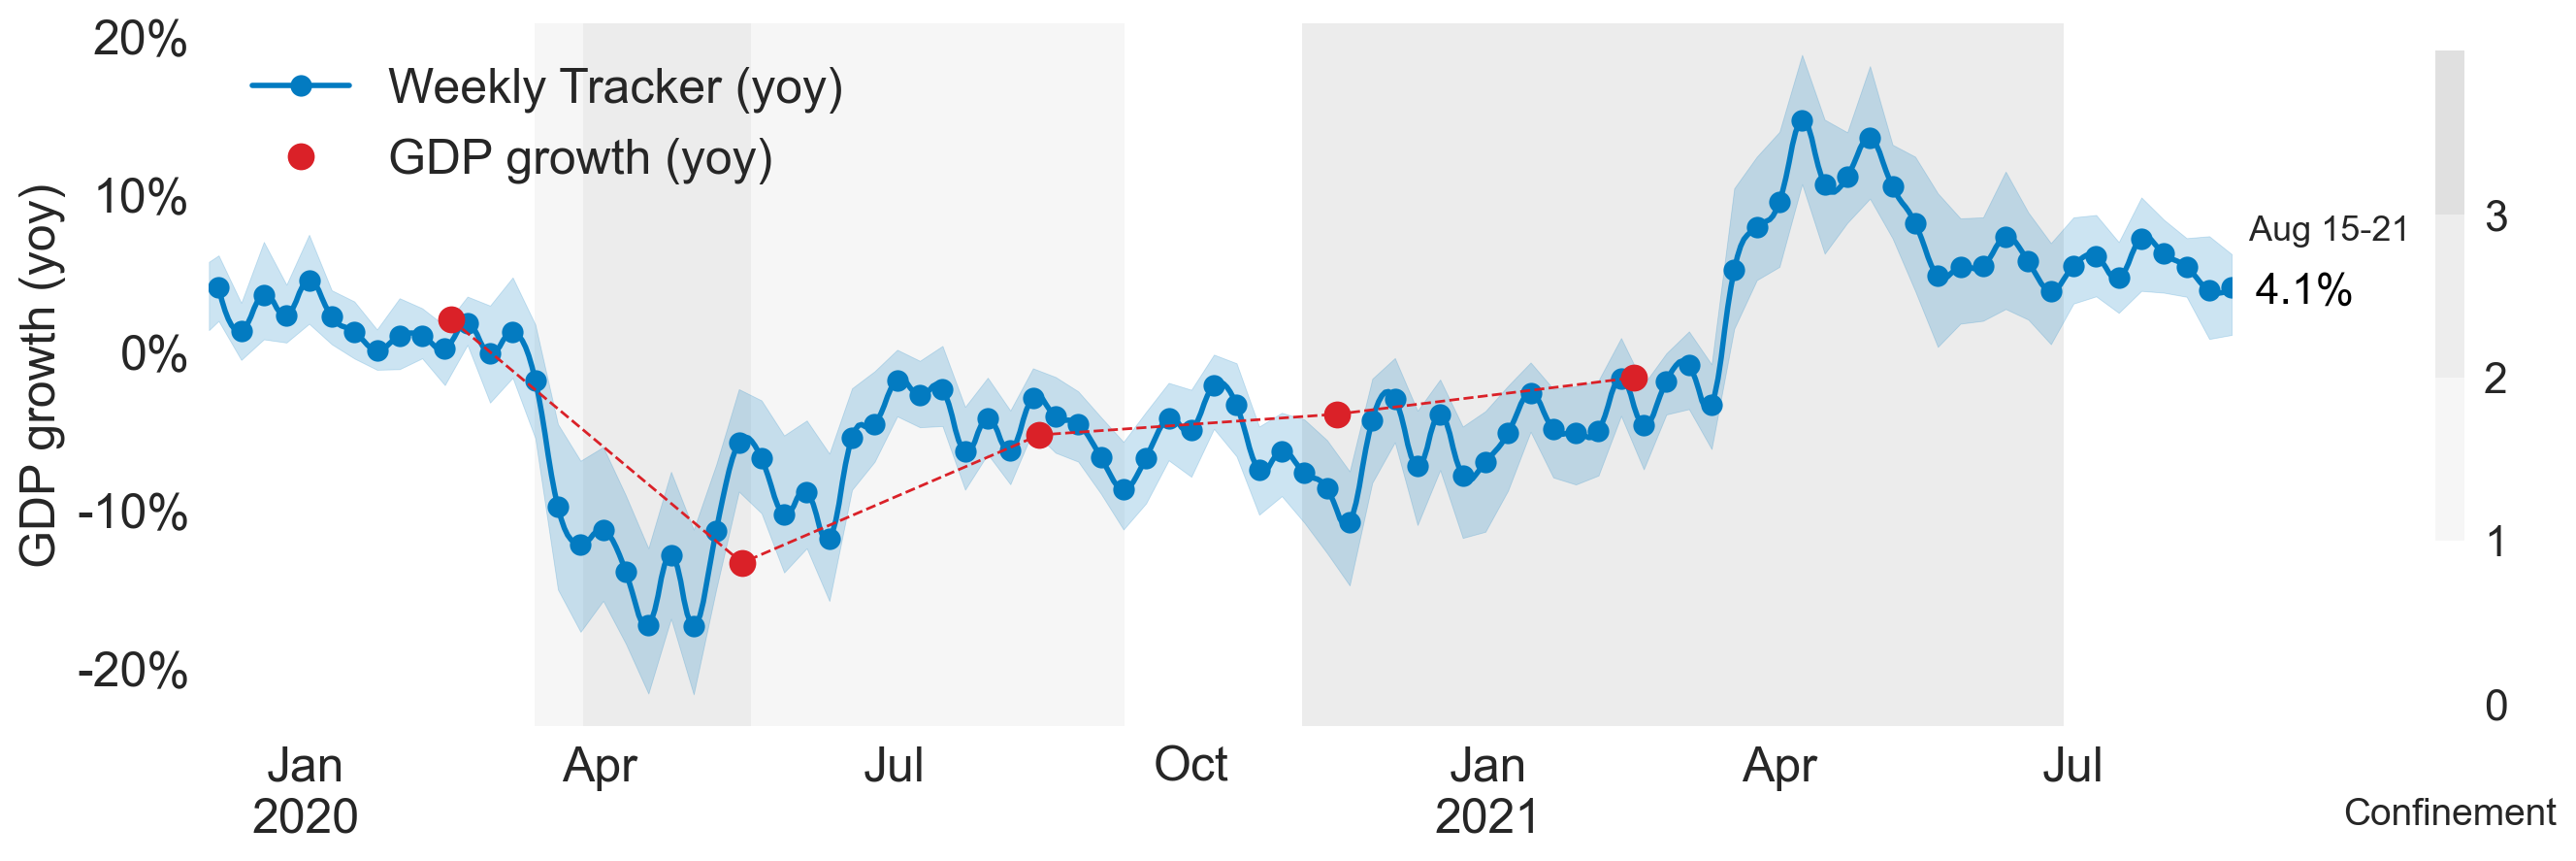 20%
10%
0%
-10%
-20%
GDP growth (yoy)
Weekly Tracker (yoy)
GDP growth (yoy)
Aug 15-21
4.1%
3
2
1
0
Confinement
Jan
2020
Apr
Jul
Oct
Jan
2021
Apr
Jul